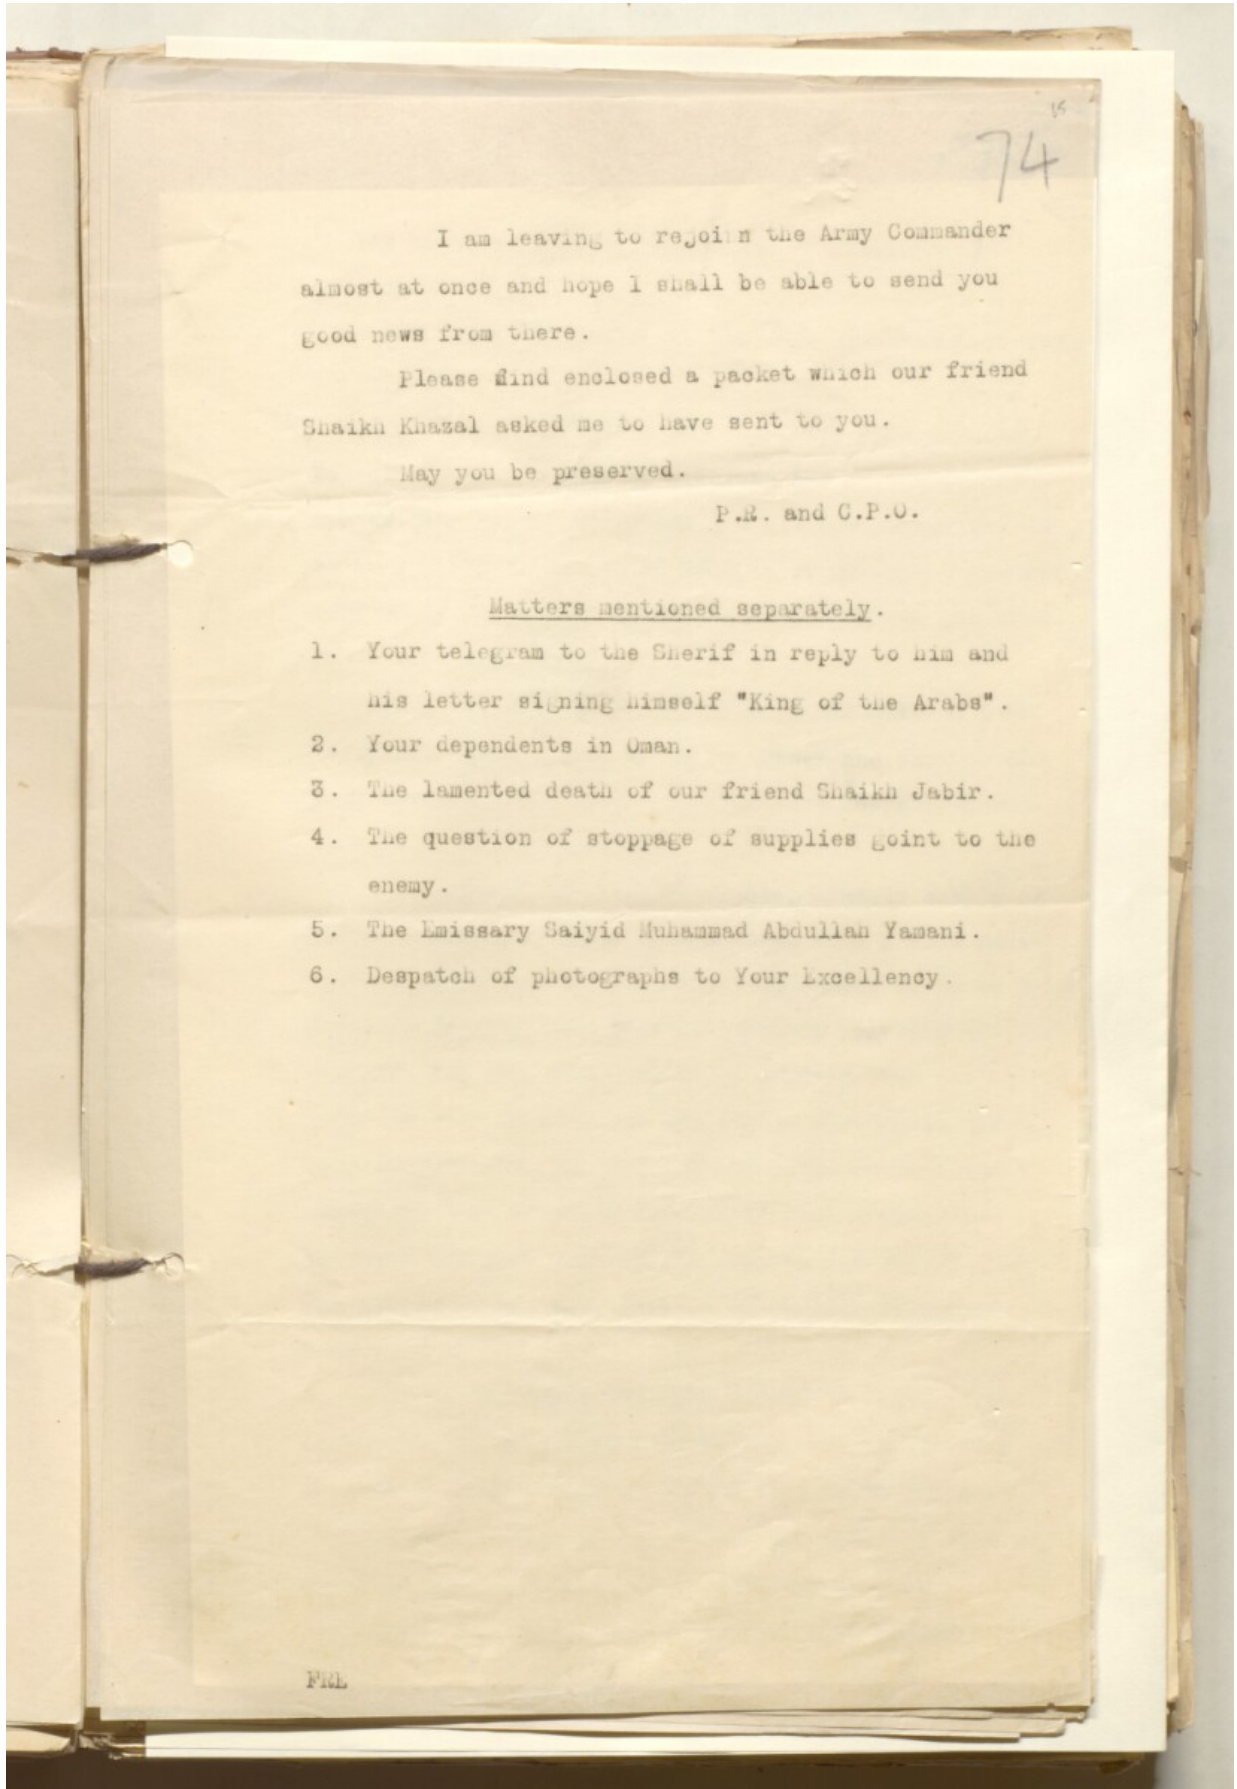 15
74
I am leaving to rejoin the Army Commander
almost at once and hope I shall be able to send you
good news from there.
Please find enclosed a packet which our friend
Shaikh Khazal asked me to have sent to you.
May you be preserved.
P.R. and C.P.O.
Matters mentioned separately.
1. Your telegram to the Sherif in reply to him and
his letter signing himself "King of the Arabs".
2. Your dependents in Oman.
3. The lamented death of our friend Shaikh Jabir.
4. The question of stoppage of supplies goint to the
enemy.
5. The Emissary Saiyid Muhammad Abdullah Yamani.
6. Despatch of photographs to Your Excellency.
FRE